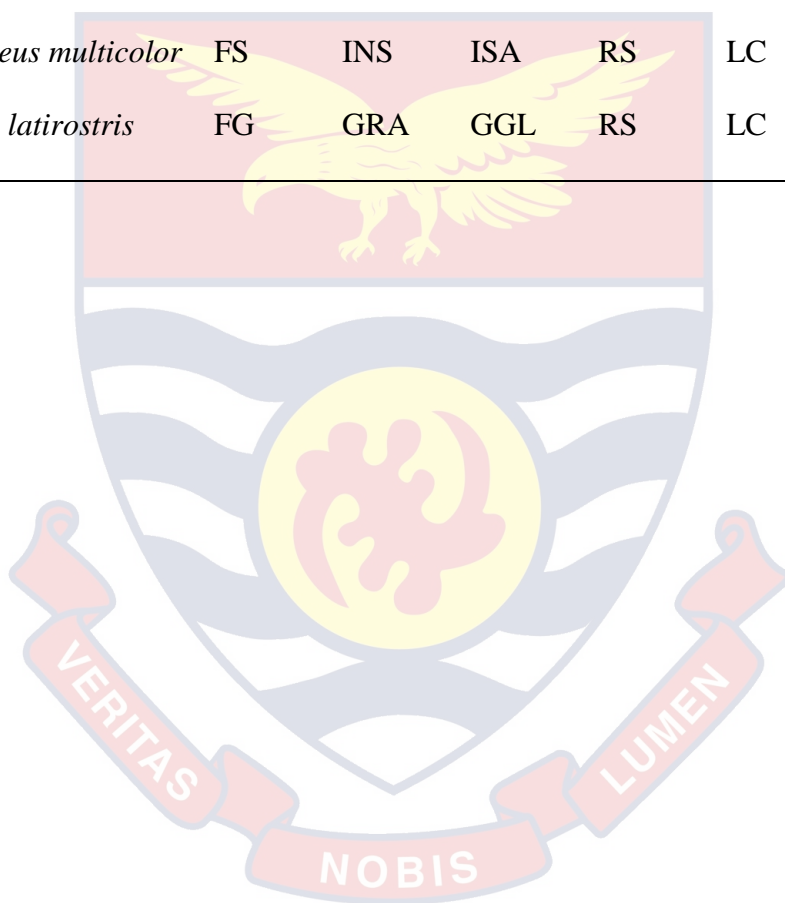 eus multicolor FS INS ISA RS LC
latirostris FG GRA GGL RS LC
VERITAS NOBIS LUMEN